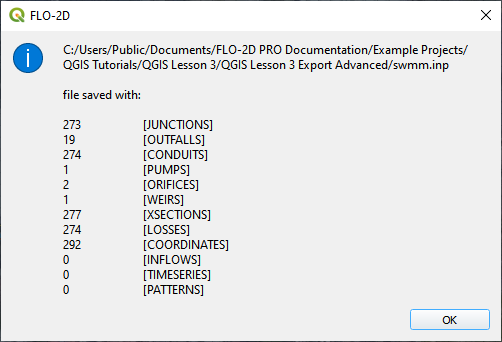 FLO-2D
C:/Users/Public/Documents/FLO-2D PRO Documentation/Example Projects/
QGIS Tutorials/QGIS Lesson 3/QGIS Lesson 3 Export Advanced/swmm.inp
file saved with:
273 [JUNCTIONS]
19 [OUTFALLS]
274 [CONDUITS]
1 [PUMPS]
2 [ORIFICES]
1 [WEIRS]
277 [XSECTIONS]
274 [LOSSES]
292 [COORDINATES]
0 [INFLOWS]
0 [TIMESERIES]
0 [PATTERNS]
OK